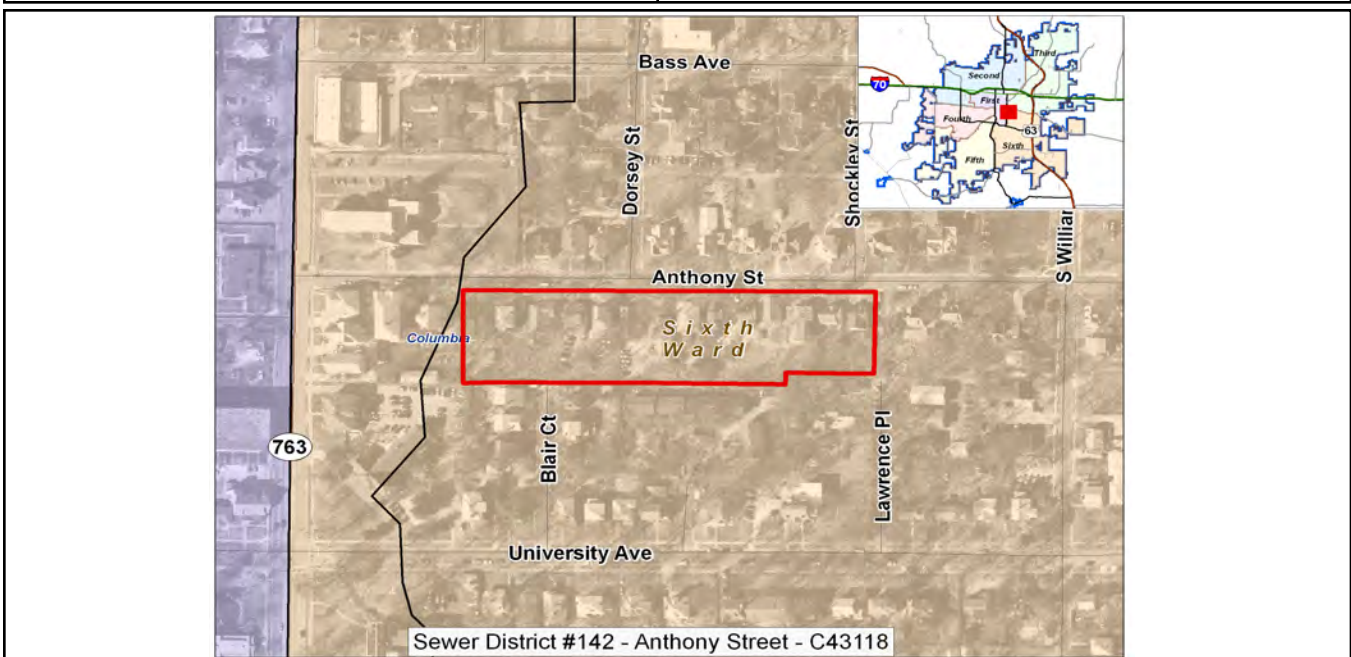 Bass Ave
Dorsey St
Shockley St
S Willian
Anthony St
Sixth
Ward
Columbia
763
Blair Ct
Lawrence Pl
University Ave
Sewer District #142 - Anthony Street - C43118
Third
Second
70
First
Fourth
63
Sixth
Fifth